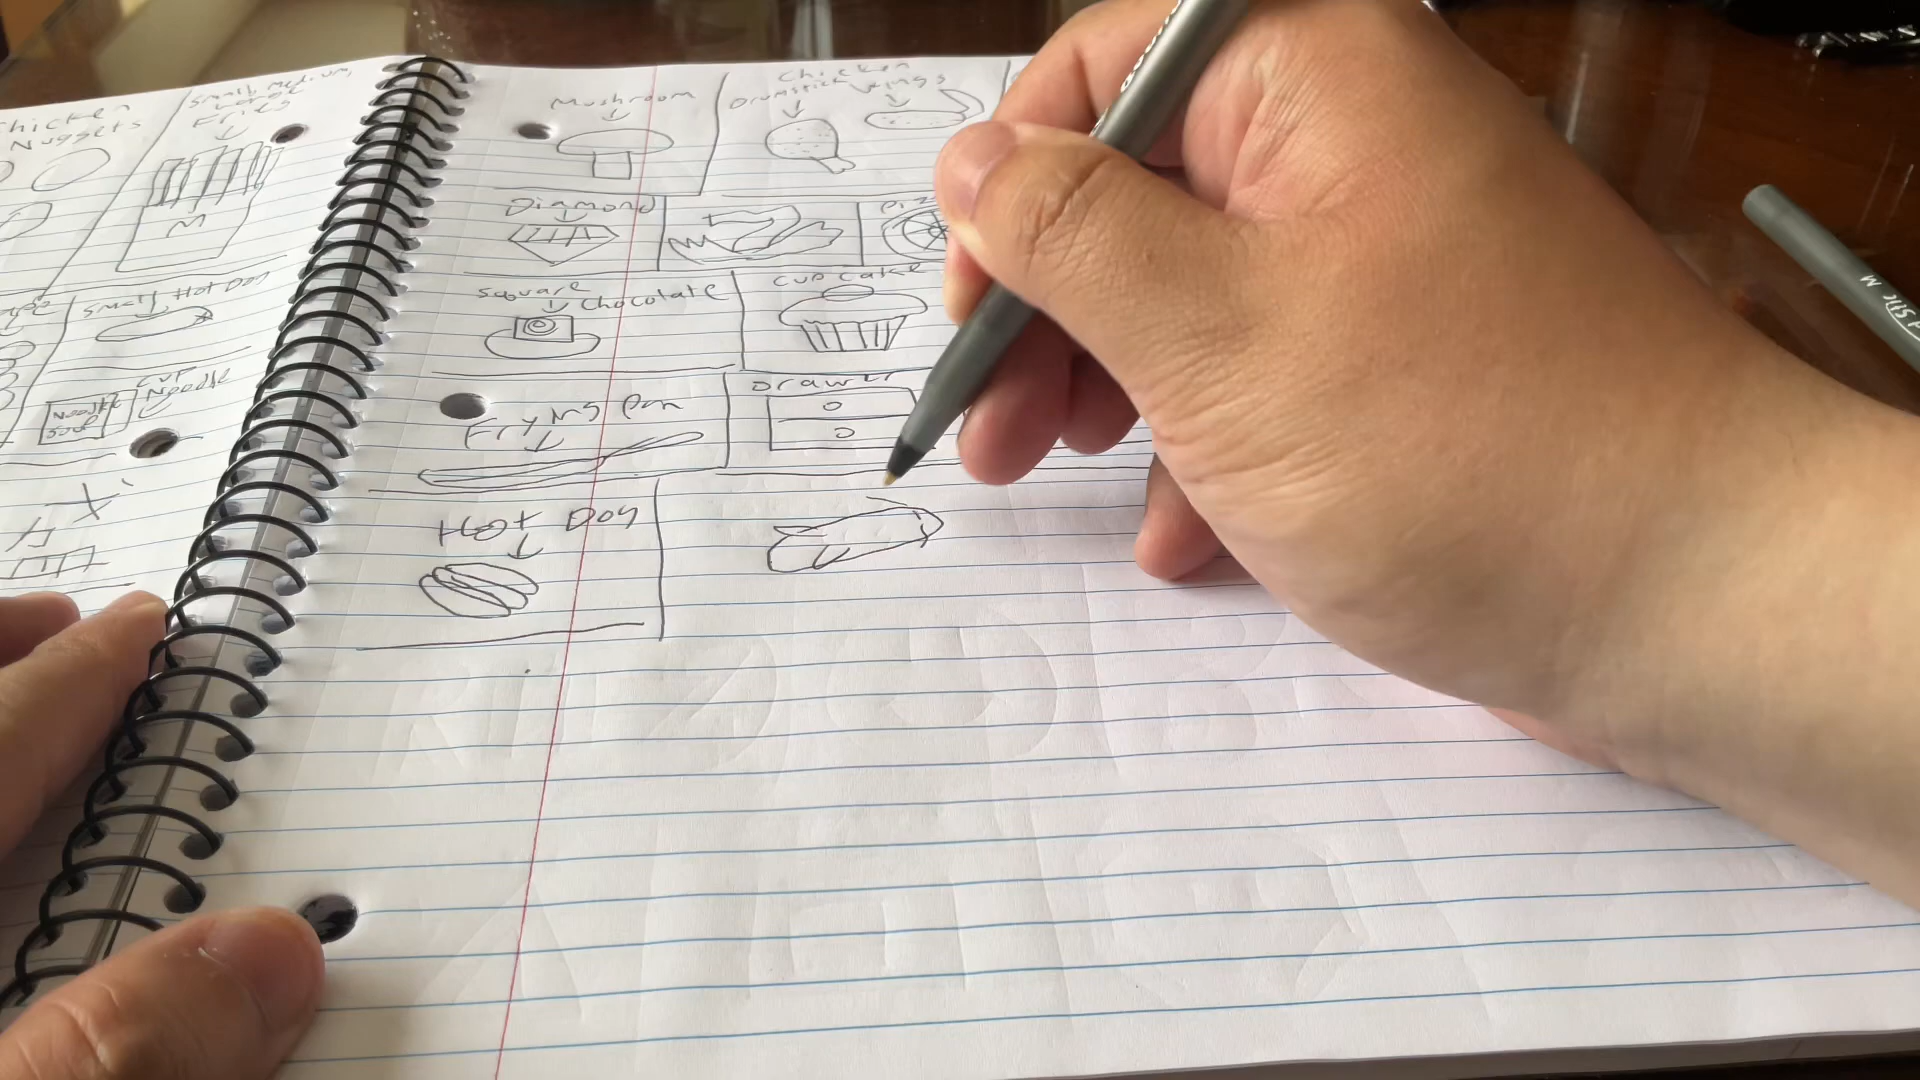 Nuggets
Small, Medium,
Large
Fries
M
Small Hot Dog
Cup
Noodle
Noodle
Soup
Mushroom
Chicken
Drumstick Wings
Diamond
Square
Chocolate
Cup Cake
Frying Pan
Drawer
Hot Dog